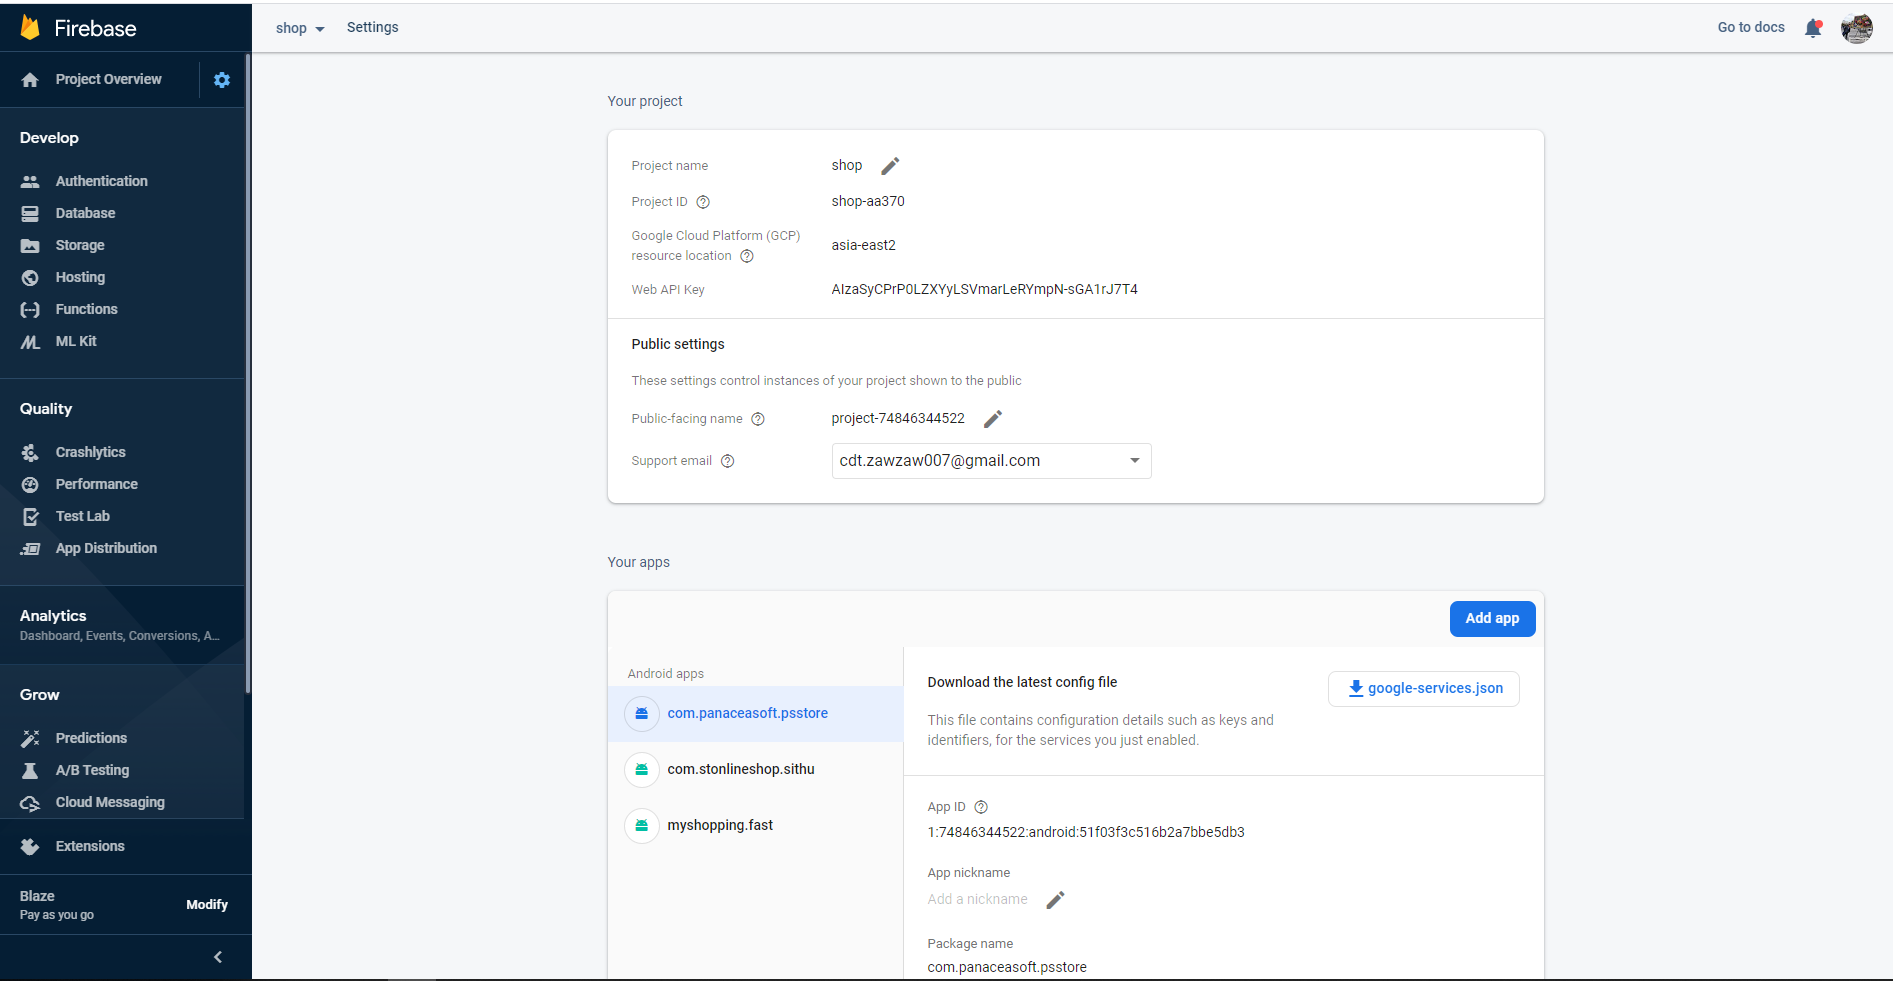 Firebase
shop
Settings
Go to docs
Project Overview
Develop
Authentication
Database
Storage
Hosting
Functions
ML Kit
Quality
Crashlytics
Performance
Test Lab
App Distribution
Analytics
Dashboard, Events, Conversions, A...
Grow
Predictions
A/B Testing
Cloud Messaging
Extensions
Blaze
Pay as you go
Modify
Your project
Project name
shop
Project ID
shop-aa370
Google Cloud Platform (GCP)
resource location
asia-east2
Web API Key
AIzaSyCPrP0LZXYyLSVmarLeRYmpN-sGA1rJ7T4
Public settings
These settings control instances of your project shown to the public
Public-facing name
project-74846344522
Support email
cdt.zawzaw007@gmail.com
Your apps
Add app
Android apps
com.panaceasoft.psstore
com.stonlineshop.sithu
myshopping.fast
Download the latest config file
google-services.json
This file contains configuration details such as keys and
identifiers, for the services you just enabled.
App ID
1:74846344522:android:51f03f3c516b2a7bbe5db3
App nickname
Add a nickname
Package name
com.panaceasoft.psstore